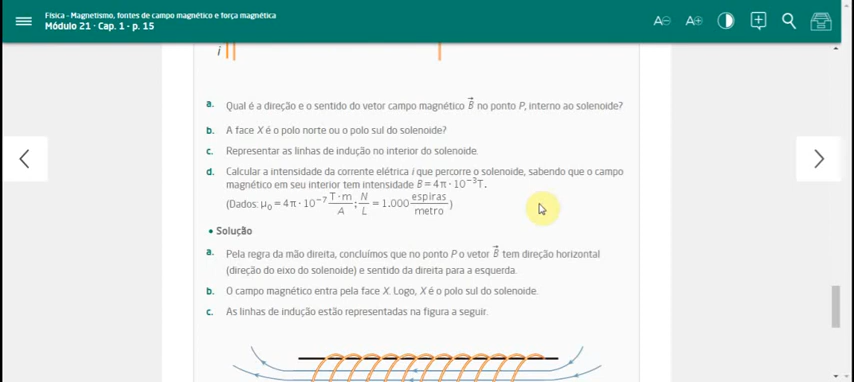 Física - Magnetismo, fontes de campo magnético e força magnética
Módulo 21 · Cap. 1 - p. 15
A⊖ A⊕
i
a. Qual é a direção e o sentido do vetor campo magnético B⃗ no ponto P, interno ao solenoide?
b. A face X é o polo norte ou o polo sul do solenoide?
c. Representar as linhas de indução no interior do solenoide.
d. Calcular a intensidade da corrente elétrica i que percorre o solenoide, sabendo que o campo
magnético em seu interior tem intensidade B = 4π · 10⁻³T.
(Dados: μ₀ = 4π · 10⁻⁷ T·m/A; N/L = 1.000 espiras/metro)
• Solução
a. Pela regra da mão direita, concluímos que no ponto P o vetor B⃗ tem direção horizontal
(direção do eixo do solenoide) e sentido da direita para a esquerda.
b. O campo magnético entra pela face X. Logo, X é o polo sul do solenoide.
c. As linhas de indução estão representadas na figura a seguir.